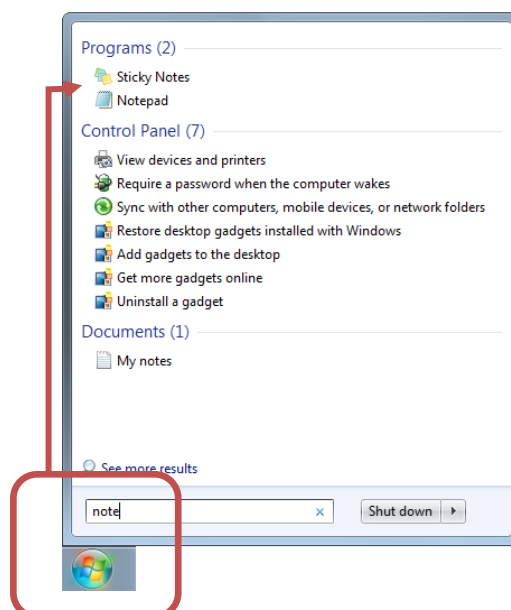 Programs (2)
Sticky Notes
Notepad
Control Panel (7)
View devices and printers
Require a password when the computer wakes
Sync with other computers, mobile devices, or network folders
Restore desktop gadgets installed with Windows
Add gadgets to the desktop
Get more gadgets online
Uninstall a gadget
Documents (1)
My notes
See more results
note Shut down